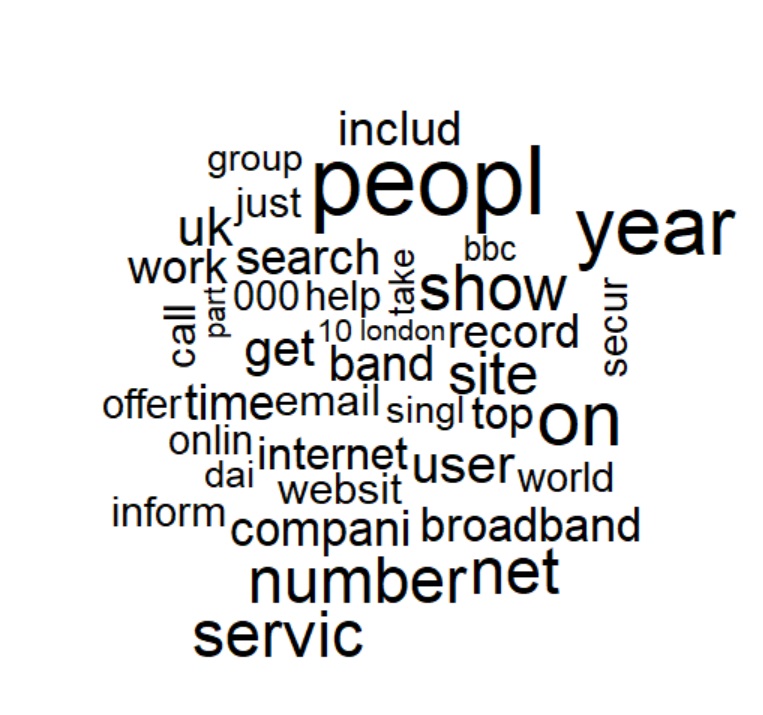 includ
group
peopl
just
year
uk
bbc
work
search
take
show
000
help
part
call
secur
10
london
record
get
band
site
offer
time
email
singl
top
on
onlin
internet
user
dai
websit
world
inform
compani
broadband
number
net
servic